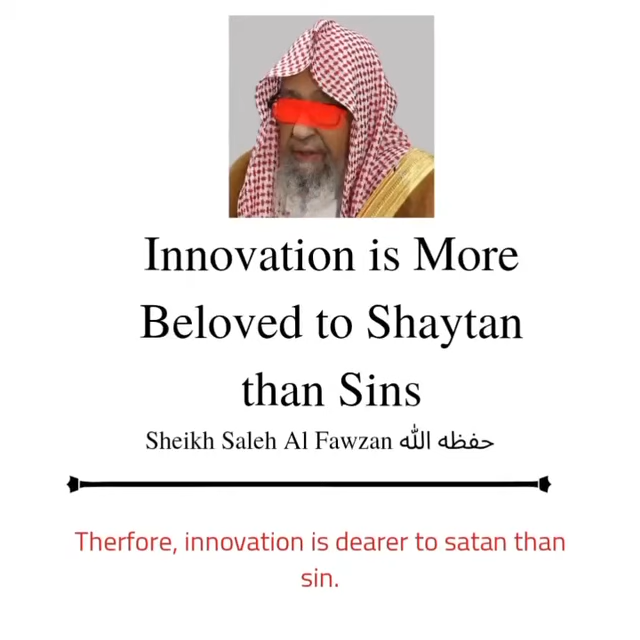 Innovation is More
Beloved to Shaytan
than Sins
Sheikh Saleh Al Fawzan حفظه الله
Therfore, innovation is dearer to satan than
sin.